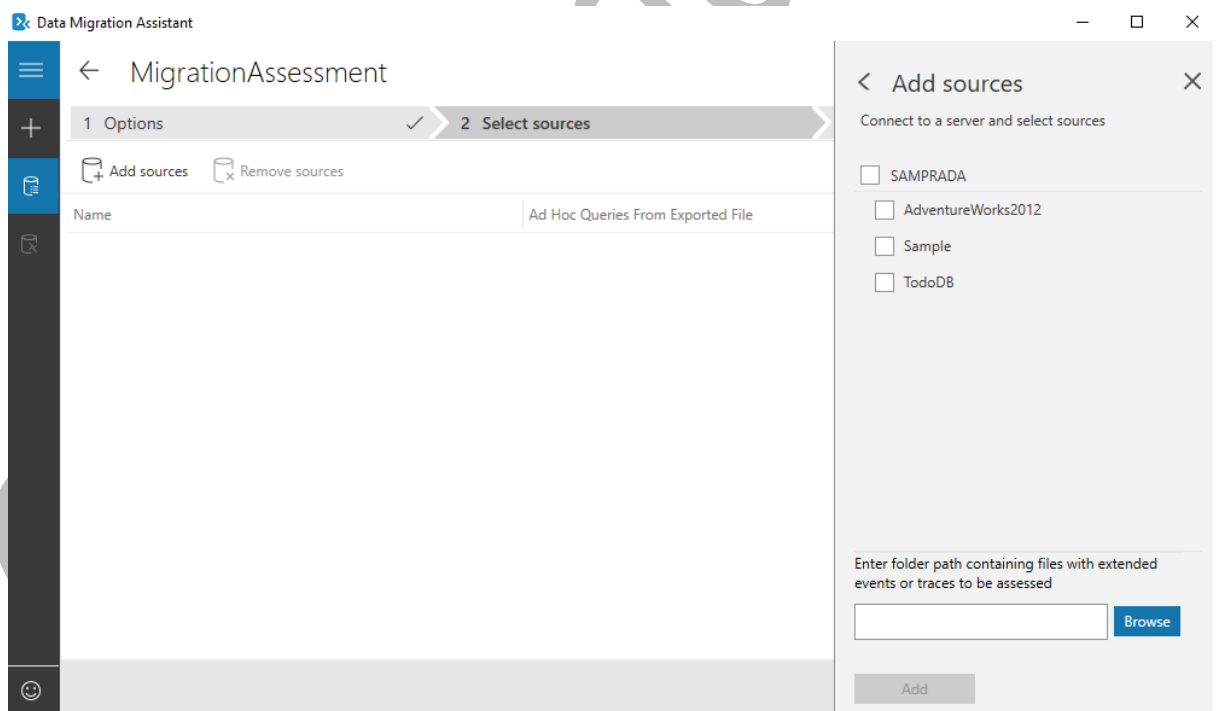 Data Migration Assistant
MigrationAssessment
1 Options
2 Select sources
Add sources
Remove sources
Name
Ad Hoc Queries From Exported File
Add sources
Connect to a server and select sources
SAMPRADA
AdventureWorks2012
Sample
TodoDB
Enter folder path containing files with extended
events or traces to be assessed
Browse
Add